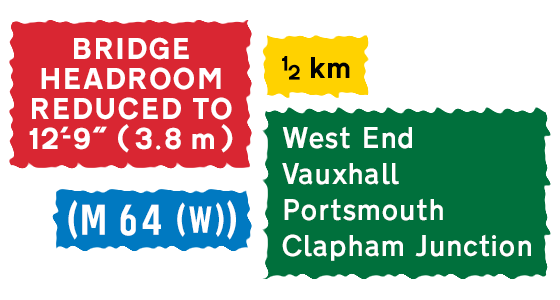 BRIDGE
HEADROOM
REDUCED TO
12'-9" (3.8 m)
½ km
West End
Vauxhall
Portsmouth
Clapham Junction
(M 64 (W))